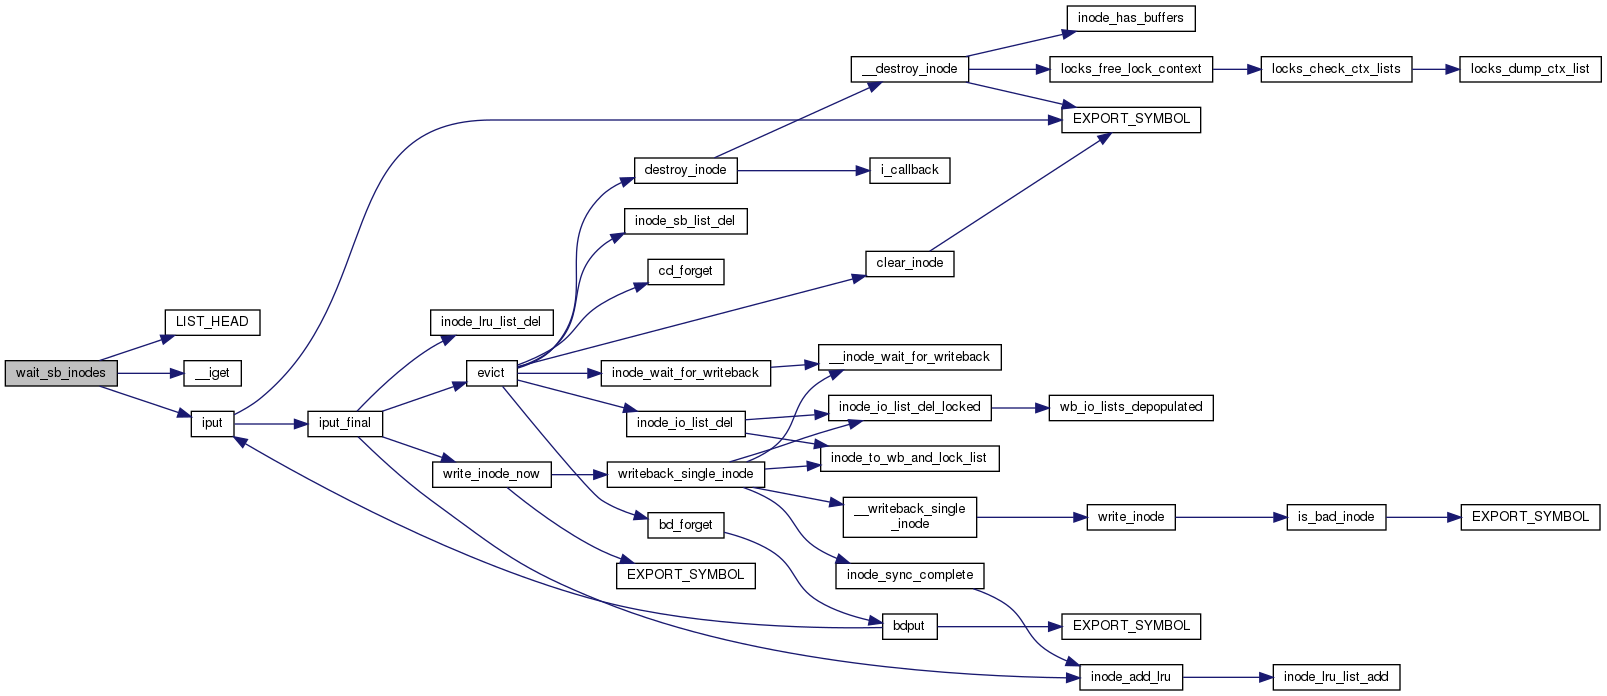 inode_has_buffers
__destroy_inode
locks_free_lock_context
locks_check_ctx_lists
locks_dump_ctx_list
EXPORT_SYMBOL
destroy_inode
i_callback
inode_sb_list_del
clear_inode
cd_forget
LIST_HEAD
inode_lru_list_del
__inode_wait_for_writeback
wait_sb_inodes
__iget
evict
inode_wait_for_writeback
inode_io_list_del_locked
wb_io_lists_depopulated
iput
iput_final
inode_io_list_del
inode_to_wb_and_lock_list
write_inode_now
writeback_single_inode
__writeback_single
_inode
write_inode
is_bad_inode
EXPORT_SYMBOL
bd_forget
EXPORT_SYMBOL
inode_sync_complete
bdput
EXPORT_SYMBOL
inode_add_lru
inode_lru_list_add